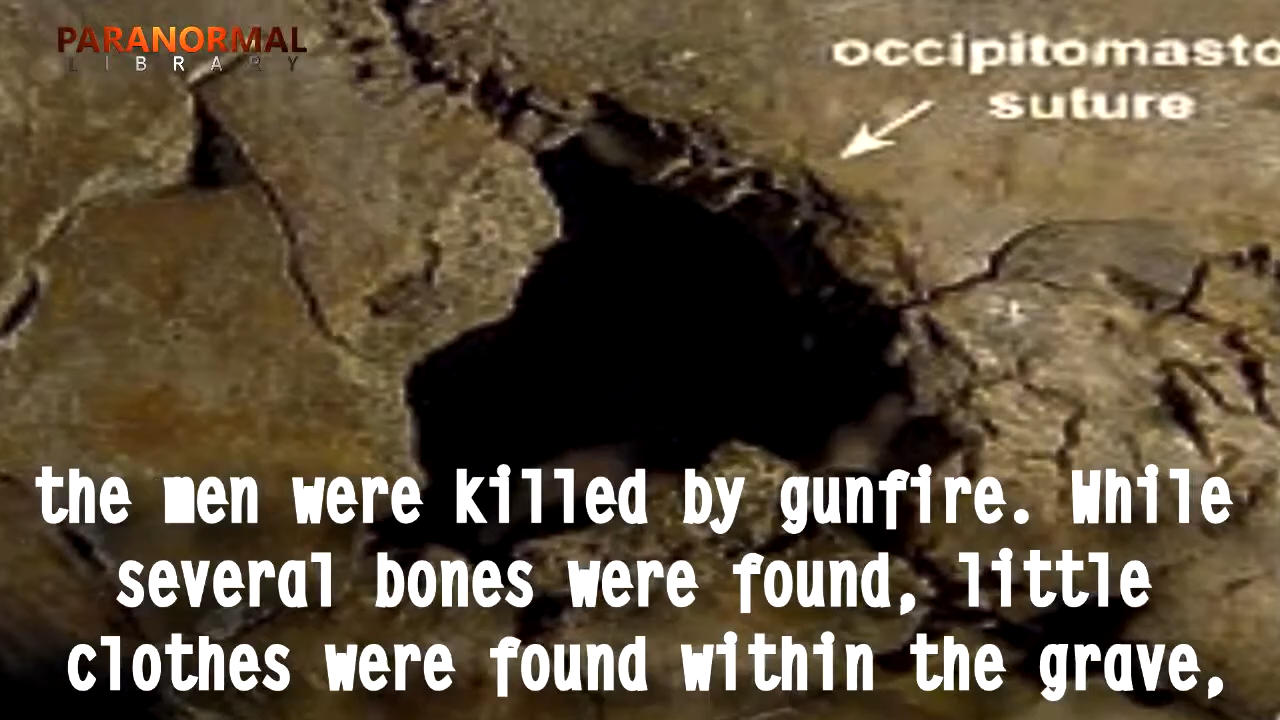 PARANORMAL
LIBRARY
occipitomasto
suture
the men were killed by gunfire. While
several bones were found, little
clothes were found within the grave,